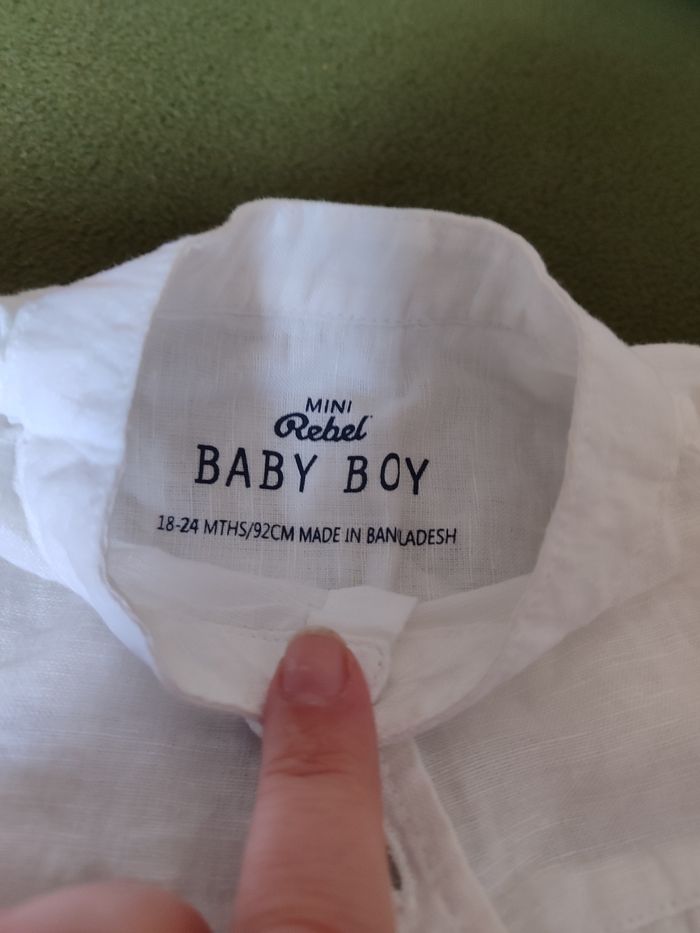 MINI
Rebel
BABY BOY
18-24 MTHS/92CM MADE IN BANLADESH